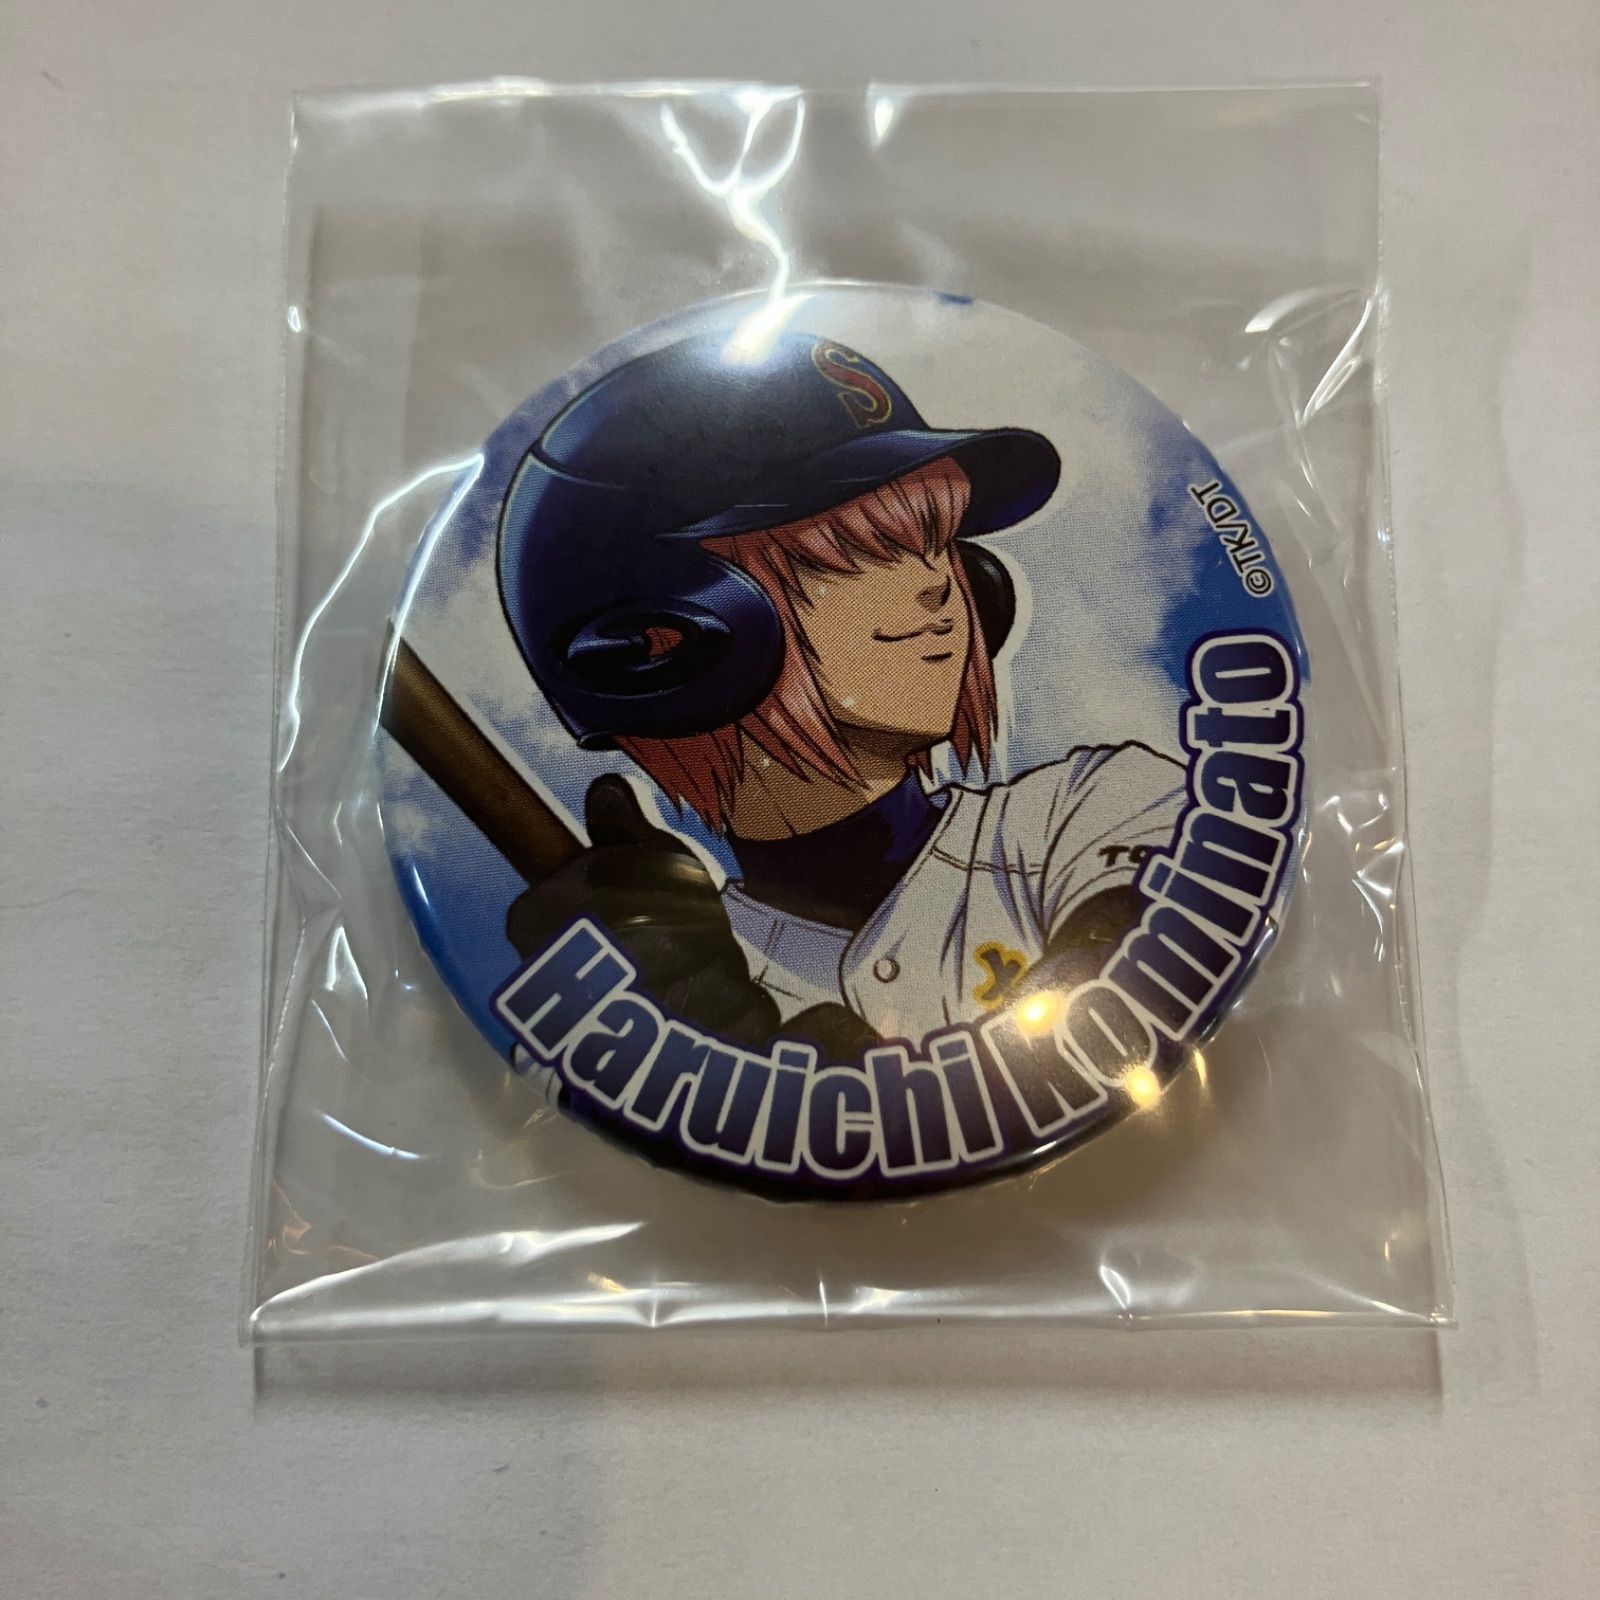 S
©TK/DT
Haruichi Kominato